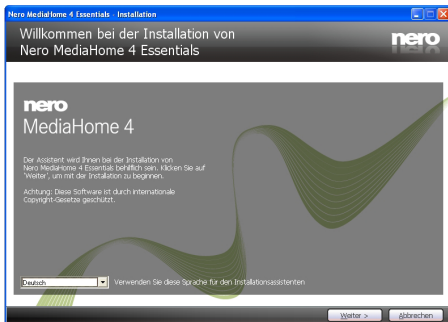 Nero MediaHome 4 Essentials - Installation
Willkommen bei der Installation von
Nero MediaHome 4 Essentials
nero
nero
MediaHome 4
Der Assistent wird Ihnen bei der Installation von
Nero MediaHome 4 Essentials behilflich sein. Klicken Sie auf
'Weiter', um mit der Installation zu beginnen.
Achtung: Diese Software ist durch internationale
Copyright-Gesetze geschützt.
Deutsch
Verwenden Sie diese Sprache für den Installationsassistenten
Weiter >
Abbrechen